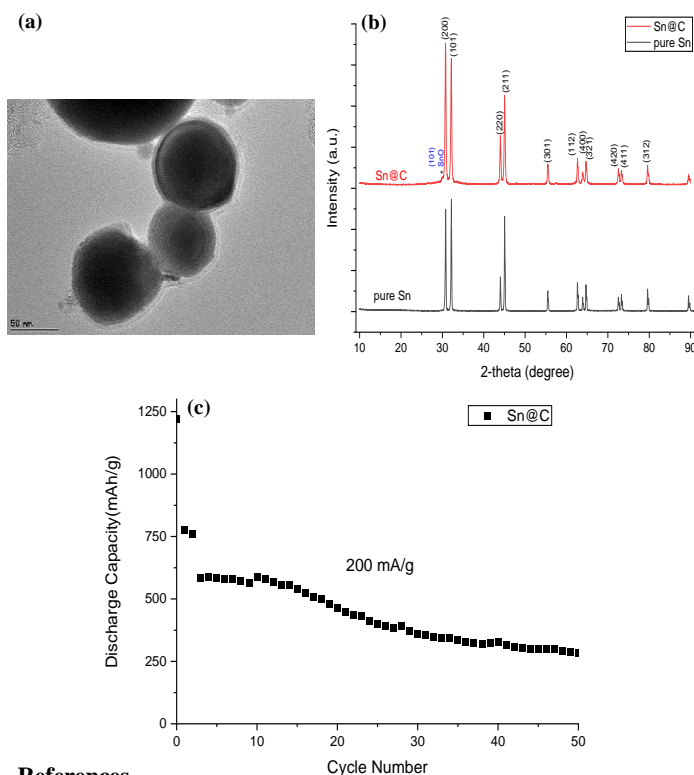 (a)
50 nm
(b)
Sn@C
pure Sn
Intensity (a.u.)
(200)
(101)
(211)
(220)
(101)
* SnO
(301)
(112)
(400)
(321)
(420)
(411)
(312)
Sn@C
pure Sn
10 20 30 40 50 60 70 80 90
2-theta (degree)
(c)
Sn@C
Discharge Capacity(mAh/g)
1250
1000
750
500
250
0
200 mA/g
0 10 20 30 40 50
Cycle Number
References